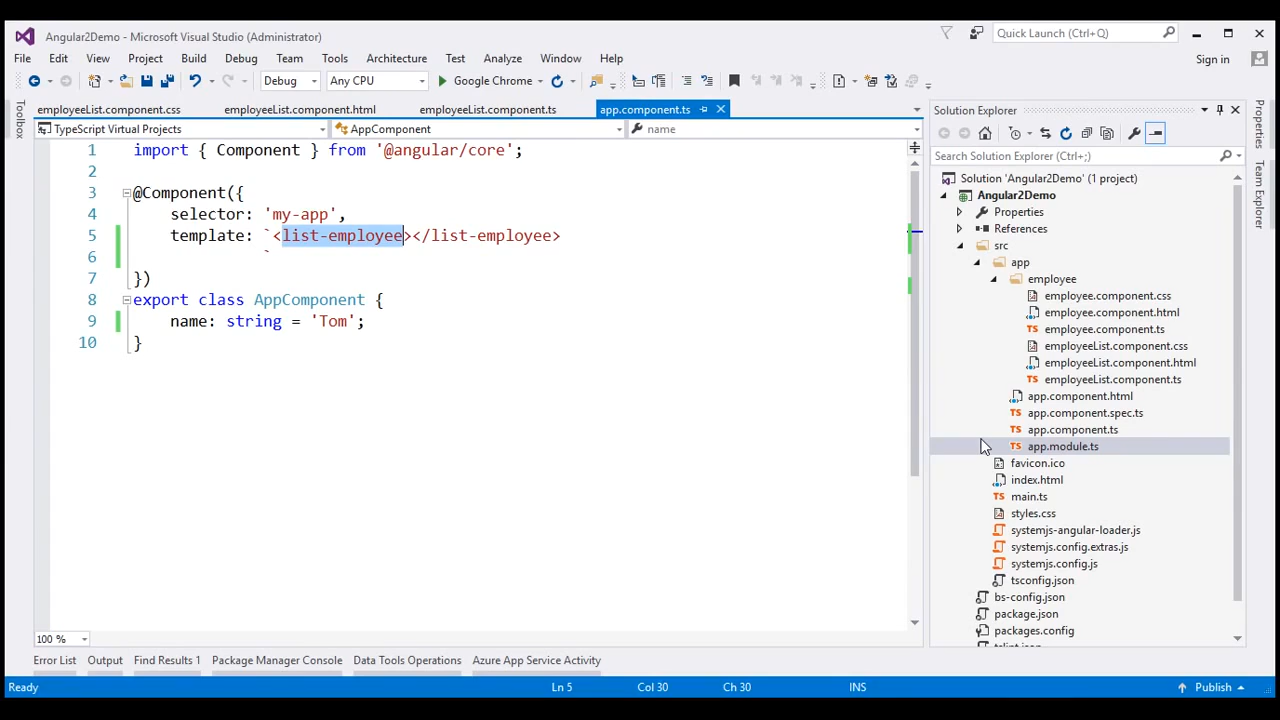 Angular2Demo - Microsoft Visual Studio (Administrator)
Quick Launch (Ctrl+Q)
File Edit View Project Build Debug Team Tools Architecture Test Analyze Window Help
Sign in
Debug Any CPU Google Chrome
Toolbox
employeeList.component.css employeeList.component.html employeeList.component.ts app.component.ts
TypeScript Virtual Projects AppComponent name
1 import { Component } from '@angular/core';
2
3 @Component({
4 selector: 'my-app',
5 template: `<list-employee></list-employee>
6 `
7 })
8 export class AppComponent {
9 name: string = 'Tom';
10 }
100 %
Solution Explorer
Search Solution Explorer (Ctrl+;)
Solution 'Angular2Demo' (1 project)
Angular2Demo
Properties
References
src
app
employee
employee.component.css
employee.component.html
employee.component.ts
employeeList.component.css
employeeList.component.html
employeeList.component.ts
app.component.html
app.component.spec.ts
app.component.ts
app.module.ts
favicon.ico
index.html
main.ts
styles.css
systemjs-angular-loader.js
systemjs.config.extras.js
systemjs.config.js
tsconfig.json
bs-config.json
package.json
packages.config
tslint.json
Properties
Team Explorer
Error List Output Find Results 1 Package Manager Console Data Tools Operations Azure App Service Activity
Ready Ln 5 Col 30 Ch 30 INS Publish